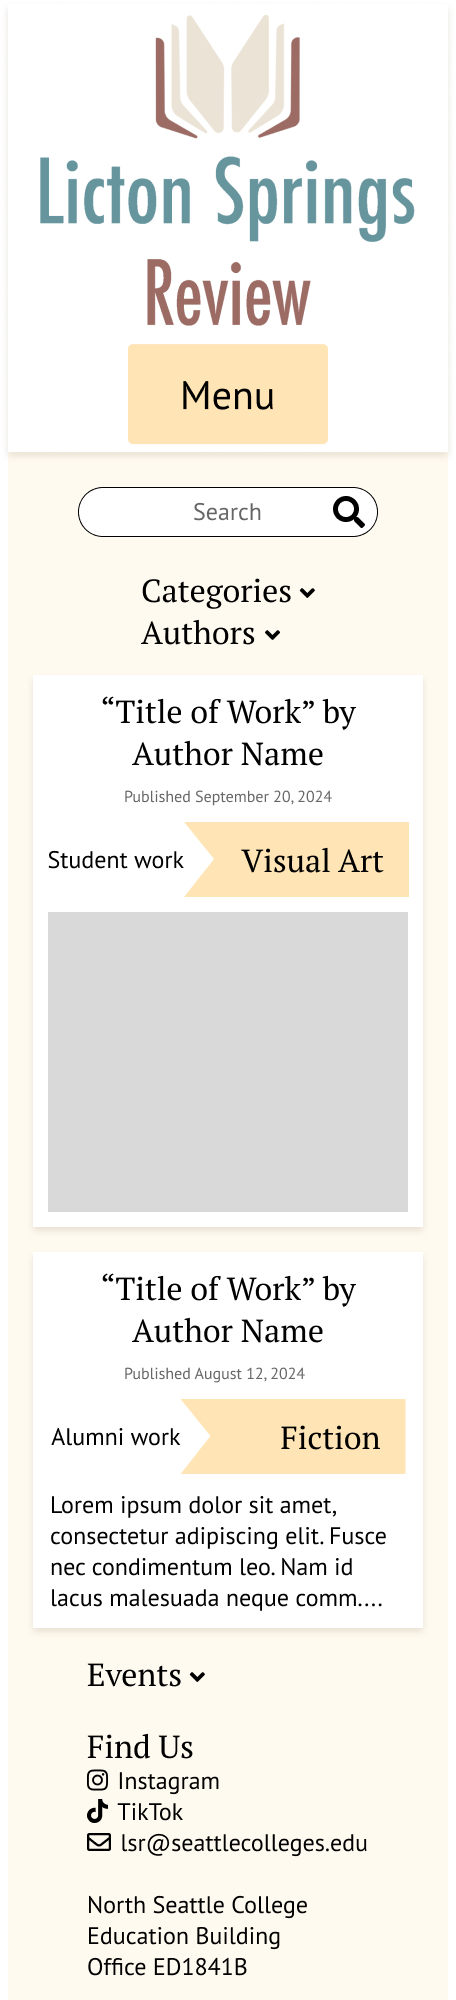 Licton Springs
Review
Menu
Search
Categories
Authors
“Title of Work” by
Author Name
Published September 20, 2024
Student work
Visual Art
“Title of Work” by
Author Name
Published August 12, 2024
Alumni work
Fiction
Lorem ipsum dolor sit amet,
consectetur adipiscing elit. Fusce
nec condimentum leo. Nam id
lacus malesuada neque comm....
Events
Find Us
Instagram
TikTok
lsr@seattlecolleges.edu
North Seattle College
Education Building
Office ED1841B